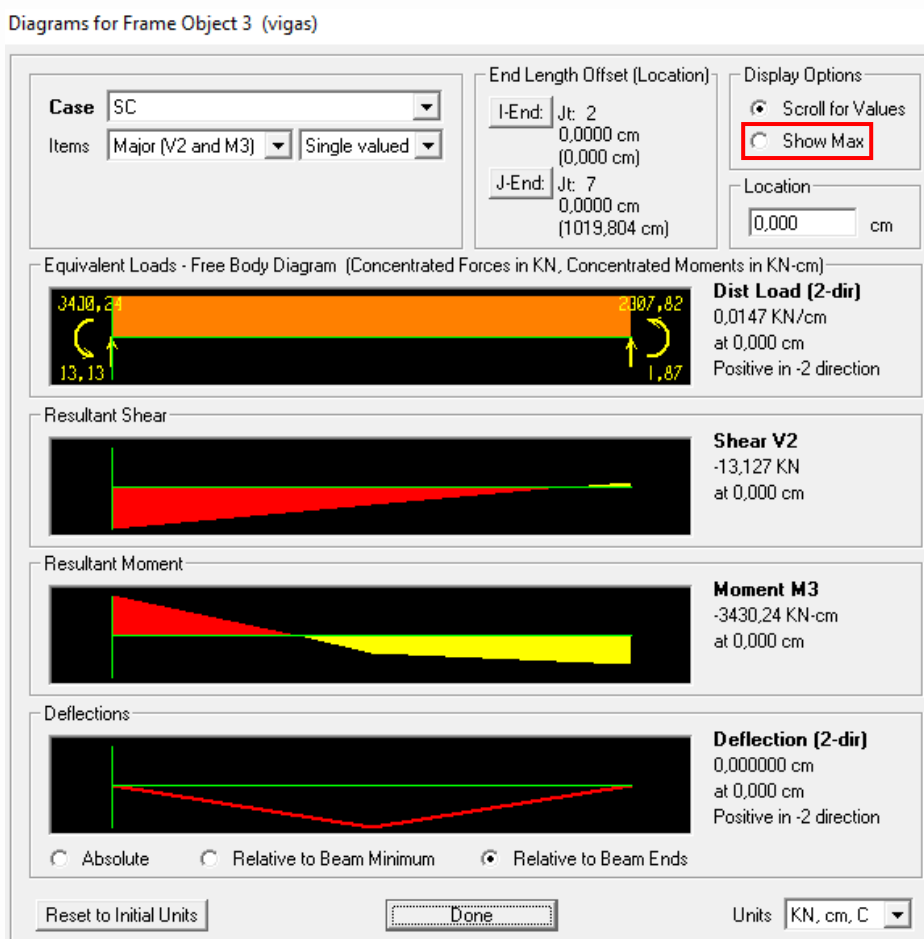 Diagrams for Frame Object 3 (vigas)
Case SC
Items Major (V2 and M3) Single valued
End Length Offset (Location)
I-End: Jt: 2
0,0000 cm
(0,000 cm)
J-End: Jt: 7
0,0000 cm
(1019,804 cm)
Display Options
Scroll for Values
Show Max
Location
0,000 cm
Equivalent Loads - Free Body Diagram (Concentrated Forces in KN, Concentrated Moments in KN-cm)
3430,24
2307,82
13,13
1,87
Dist Load (2-dir)
0,0147 KN/cm
at 0,000 cm
Positive in -2 direction
Resultant Shear
Shear V2
-13,127 KN
at 0,000 cm
Resultant Moment
Moment M3
-3430,24 KN-cm
at 0,000 cm
Deflections
Deflection (2-dir)
0,000000 cm
at 0,000 cm
Positive in -2 direction
Absolute Relative to Beam Minimum Relative to Beam Ends
Reset to Initial Units Done Units KN, cm, C